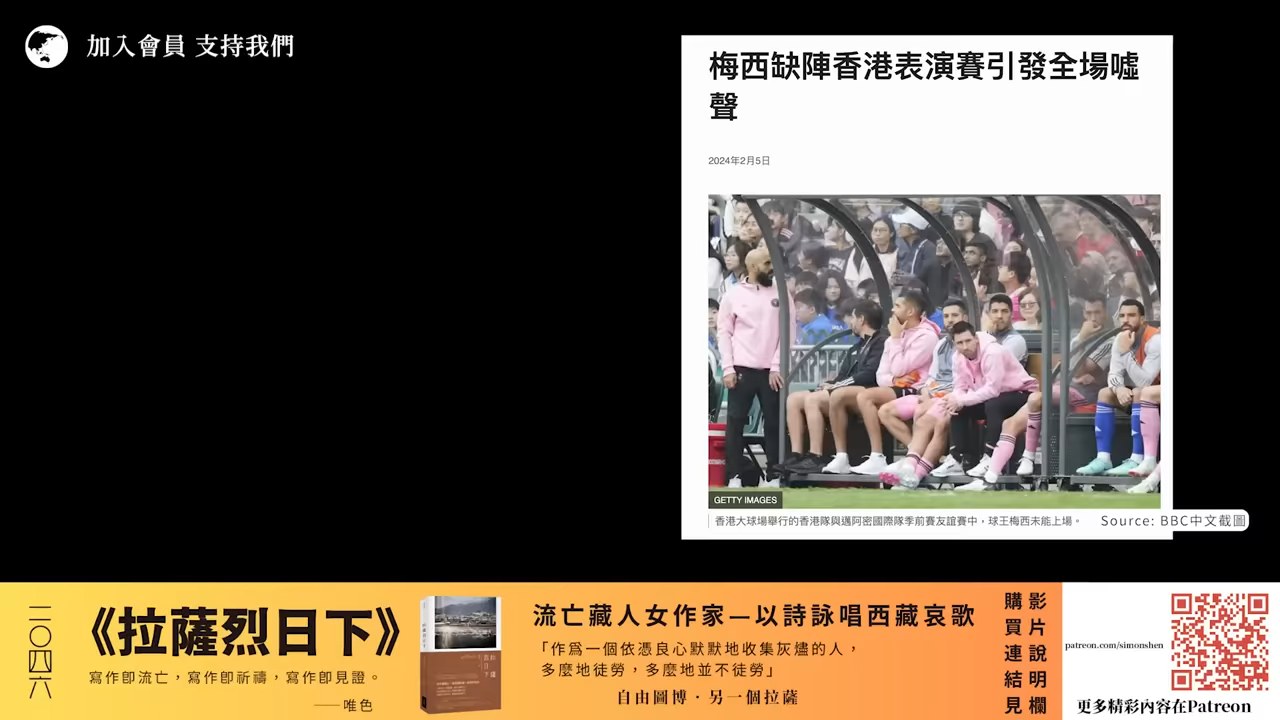 加入會員 支持我們
梅西缺陣香港表演賽引發全場噓
聲
2024年2月5日
GETTY IMAGES
香港大球場舉行的香港隊與邁阿密國際隊季前賽友誼賽中，球王梅西未能上場。
Source: BBC中文截圖
一〇四六
《拉薩烈日下》
寫作即流亡，寫作即祈禱，寫作即見證。
——唯色
流亡藏人女作家—以詩詠唱西藏哀歌
「作爲一個依憑良心默默地收集灰燼的人，
多麼地徒勞，多麼地並不徒勞」
自由圖博·另一個拉薩
購買連結見
影片說明欄
patreon.com/simonshen
更多精彩內容在Patreon